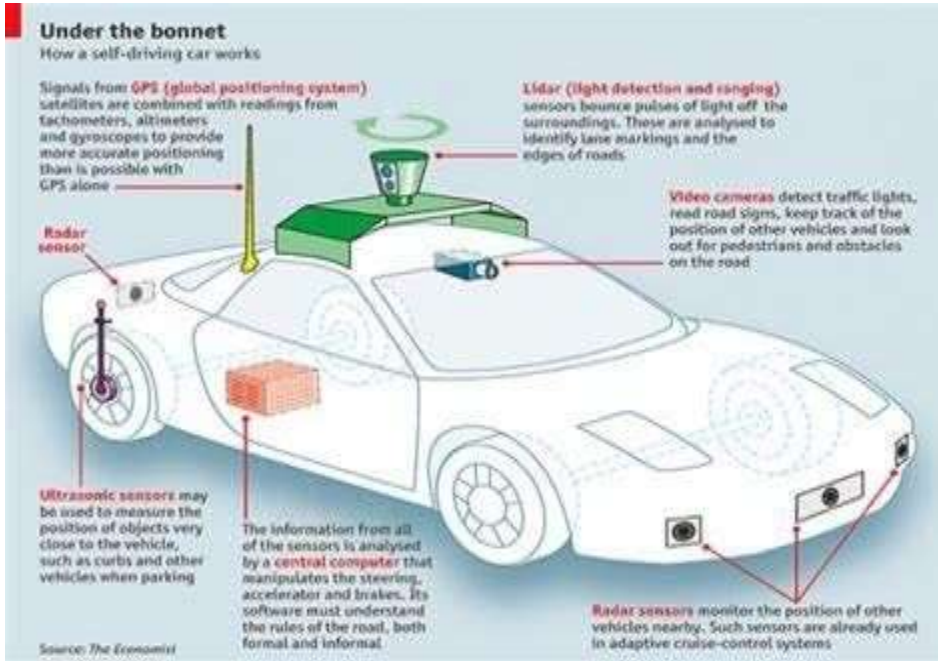 Under the bonnet
How a self-driving car works
Signals from GPS (global positioning system)
satellites are combined with readings from
tachometers, altimeters
and gyroscopes to provide
more accurate positioning
than is possible with
GPS alone
Lidar (light detection and ranging)
sensors bounce pulses of light off the
surroundings. These are analysed to
identify lane markings and the
edges of roads
Video cameras detect traffic lights,
read road signs, keep track of the
position of other vehicles and look
out for pedestrians and obstacles
on the road
Radar
sensor
Ultrasonic sensors may
be used to measure the
position of objects very
close to the vehicle,
such as curbs and other
vehicles when parking
The information from all
of the sensors is analysed
by a central computer that
manipulates the steering,
accelerator and brakes. Its
software must understand
the rules of the road, both
formal and informal
Radar sensors monitor the position of other
vehicles nearby. Such sensors are already used
in adaptive cruise-control systems
Source: The Economist